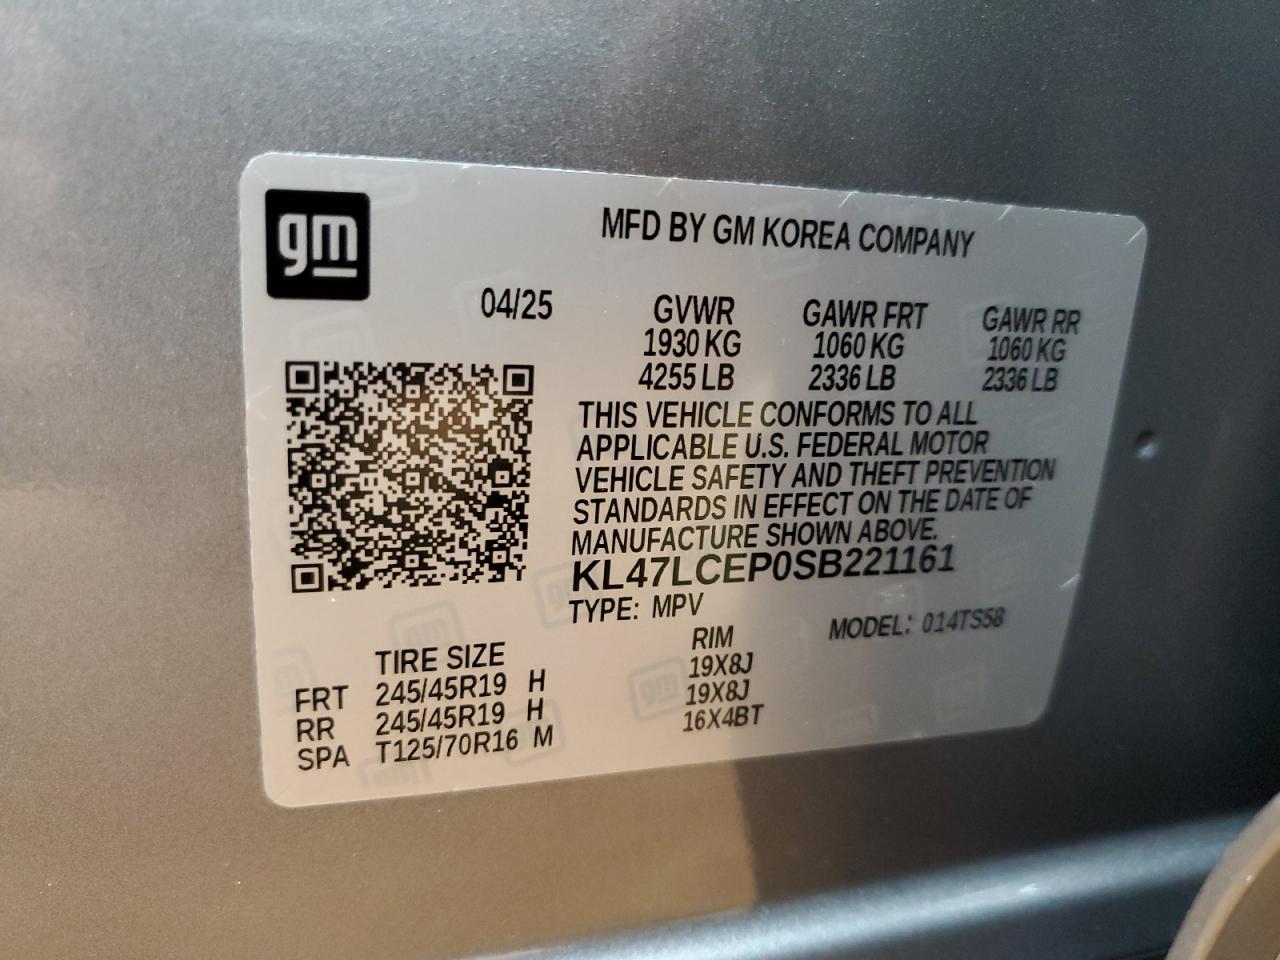 gm
MFD BY GM KOREA COMPANY
04/25 GVWR GAWR FRT GAWR RR
1930 KG 1060 KG 1060 KG
4255 LB 2336 LB 2336 LB
THIS VEHICLE CONFORMS TO ALL
APPLICABLE U.S. FEDERAL MOTOR
VEHICLE SAFETY AND THEFT PREVENTION
STANDARDS IN EFFECT ON THE DATE OF
MANUFACTURE SHOWN ABOVE.
KL47LCEP0SB221161
TYPE: MPV MODEL: 014TS58
TIRE SIZE RIM
FRT 245/45R19 H 19X8J
RR 245/45R19 H 19X8J
SPA T125/70R16 M 16X4BT